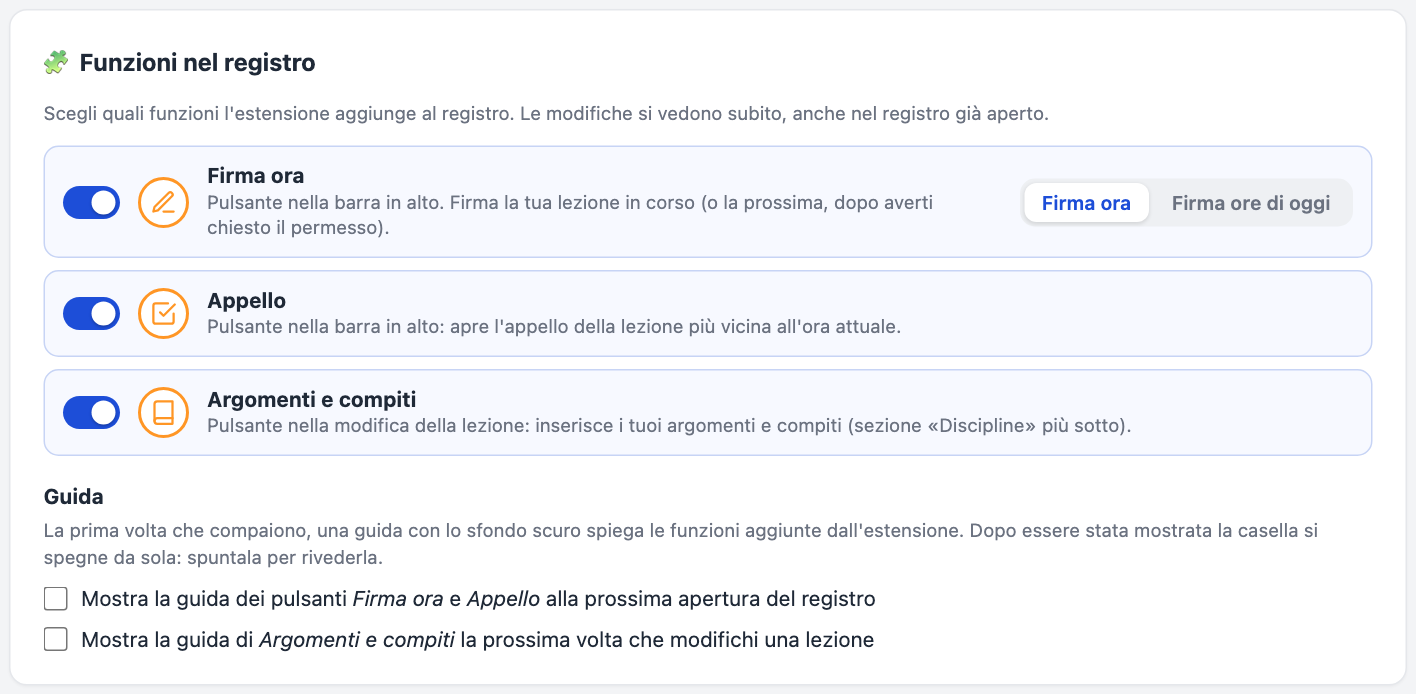 Funzioni nel registro
Scegli quali funzioni l'estensione aggiunge al registro. Le modifiche si vedono subito, anche nel registro già aperto.
Firma ora
Pulsante nella barra in alto. Firma la tua lezione in corso (o la prossima, dopo averti
chiesto il permesso).
Firma ora
Firma ore di oggi
Appello
Pulsante nella barra in alto: apre l'appello della lezione più vicina all'ora attuale.
Argomenti e compiti
Pulsante nella modifica della lezione: inserisce i tuoi argomenti e compiti (sezione «Discipline» più sotto).
Guida
La prima volta che compaiono, una guida con lo sfondo scuro spiega le funzioni aggiunte dall'estensione. Dopo essere stata mostrata la casella si
spegne da sola: spuntala per rivederla.
Mostra la guida dei pulsanti Firma ora e Appello alla prossima apertura del registro
Mostra la guida di Argomenti e compiti la prossima volta che modifichi una lezione